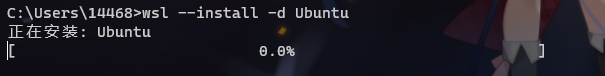 C:\Users\14468>wsl --install -d Ubuntu
正在安装: Ubuntu
[                           0.0%                           ]